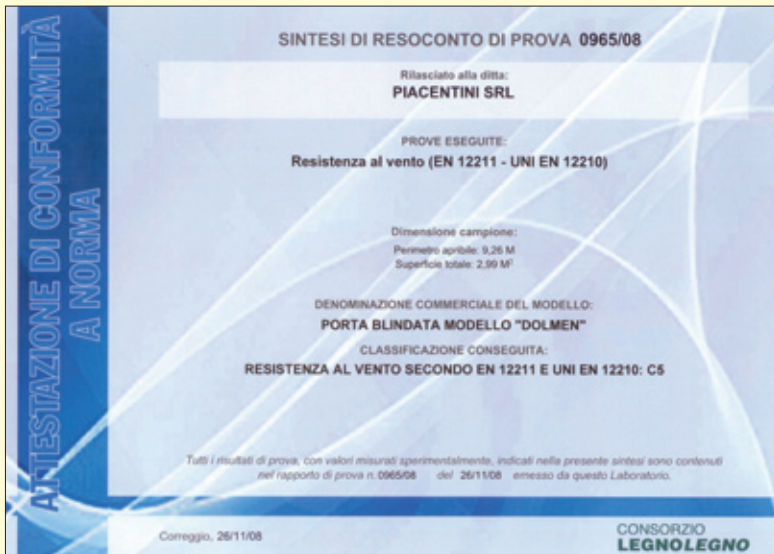 ATTESTAZIONE DI CONFORMITÀ
A NORMA
SINTESI DI RESOCONTO DI PROVA 0965/08
Rilasciato alla ditta:
PIACENTINI SRL
PROVE ESEGUITE:
Resistenza al vento (EN 12211 - UNI EN 12210)
Dimensione campione:
Perimetro apribile: 9,26 M
Superficie totale: 2,99 M²
DENOMINAZIONE COMMERCIALE DEL MODELLO:
PORTA BLINDATA MODELLO "DOLMEN"
CLASSIFICAZIONE CONSEGUITA:
RESISTENZA AL VENTO SECONDO EN 12211 E UNI EN 12210: C5
Tutti i risultati di prova, con valori misurati sperimentalmente, indicati nella presente sintesi sono contenuti
nel rapporto di prova n. 0965/08 del 26/11/08 emesso da questo Laboratorio.
Correggio, 26/11/08
CONSORZIO
LEGNOLEGNO